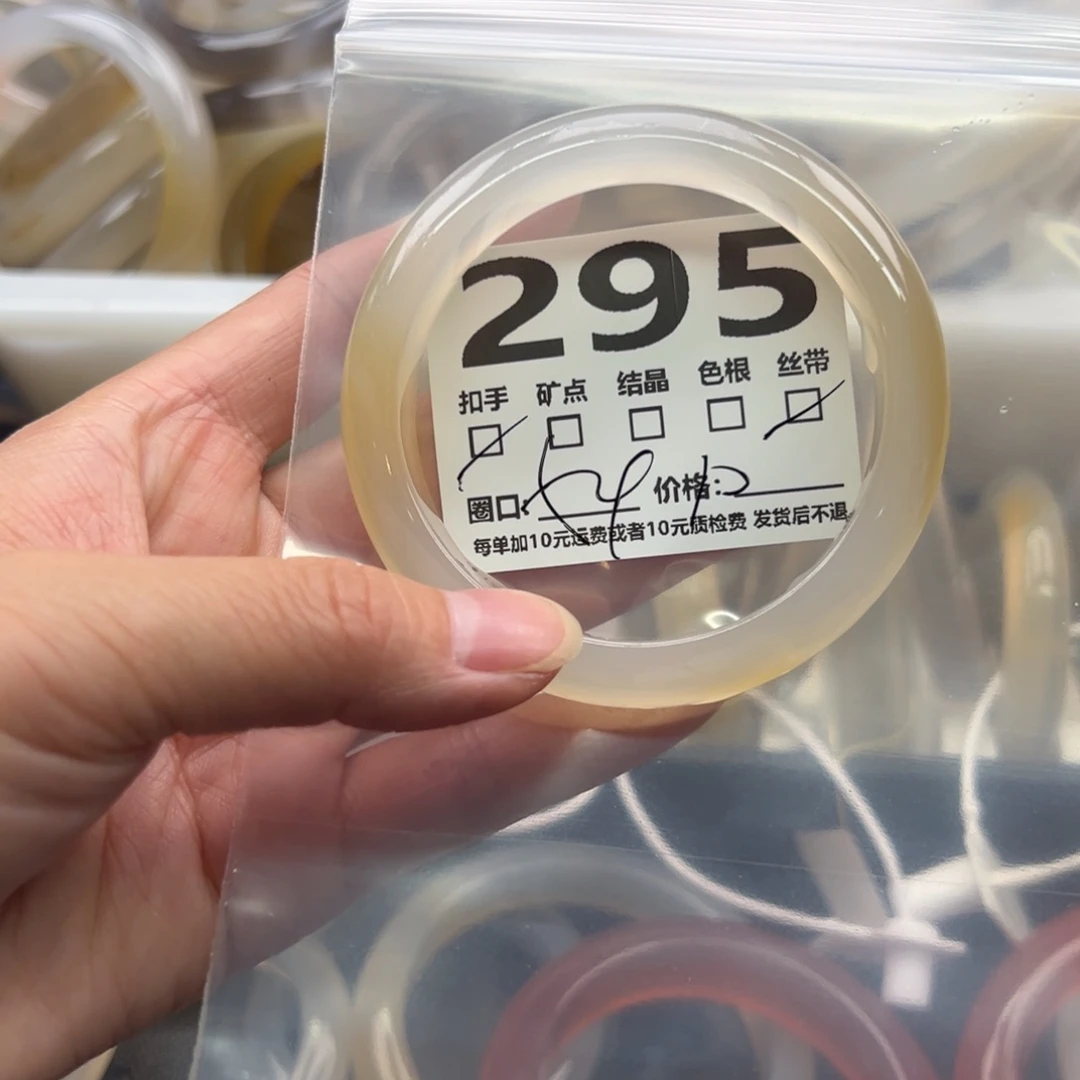 295
扣手 矿点 结晶 色根 丝带
圈口: 价格:
每单加10元运费或者10元质检费 发货后不退